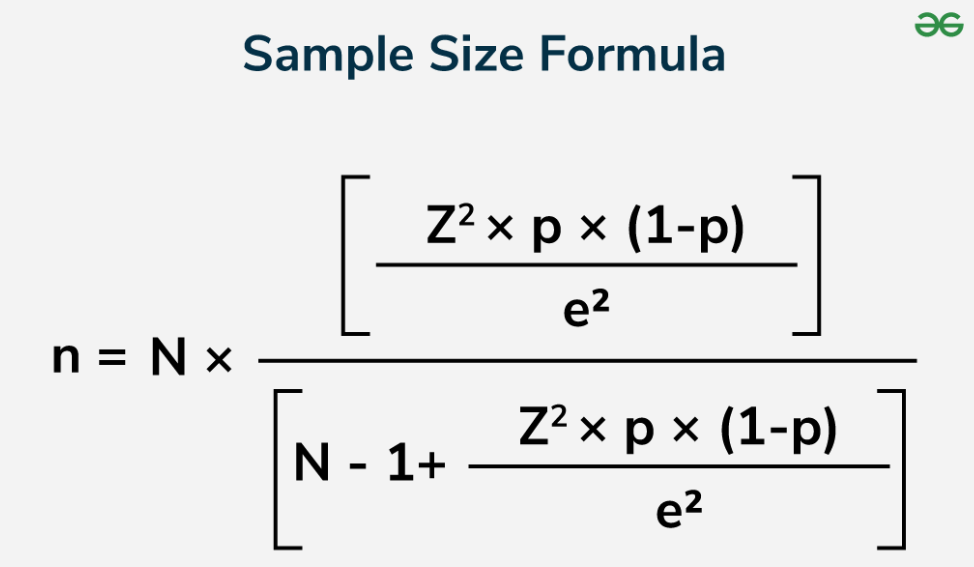 Sample Size Formula
Z² × p × (1-p)
e²
n = N ×
Z² × p × (1-p)
N - 1+
e²